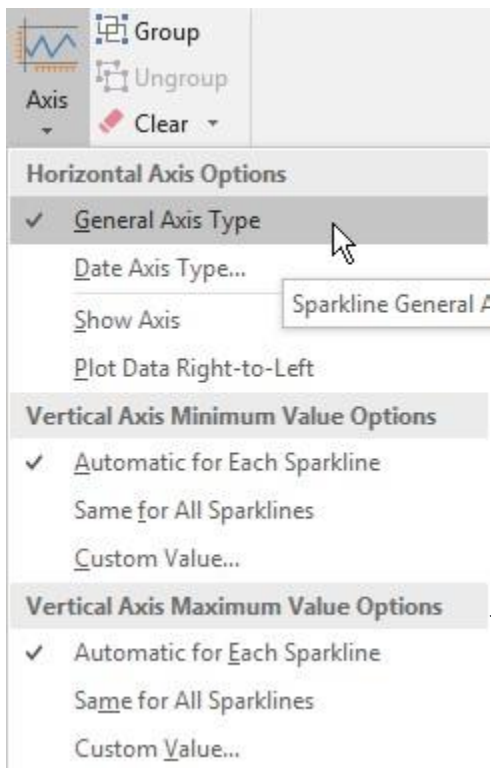 Group
Ungroup
Axis
Clear
Horizontal Axis Options
General Axis Type
Date Axis Type...
Sparkline General A
Show Axis
Plot Data Right-to-Left
Vertical Axis Minimum Value Options
Automatic for Each Sparkline
Same for All Sparklines
Custom Value...
Vertical Axis Maximum Value Options
Automatic for Each Sparkline
Same for All Sparklines
Custom Value...